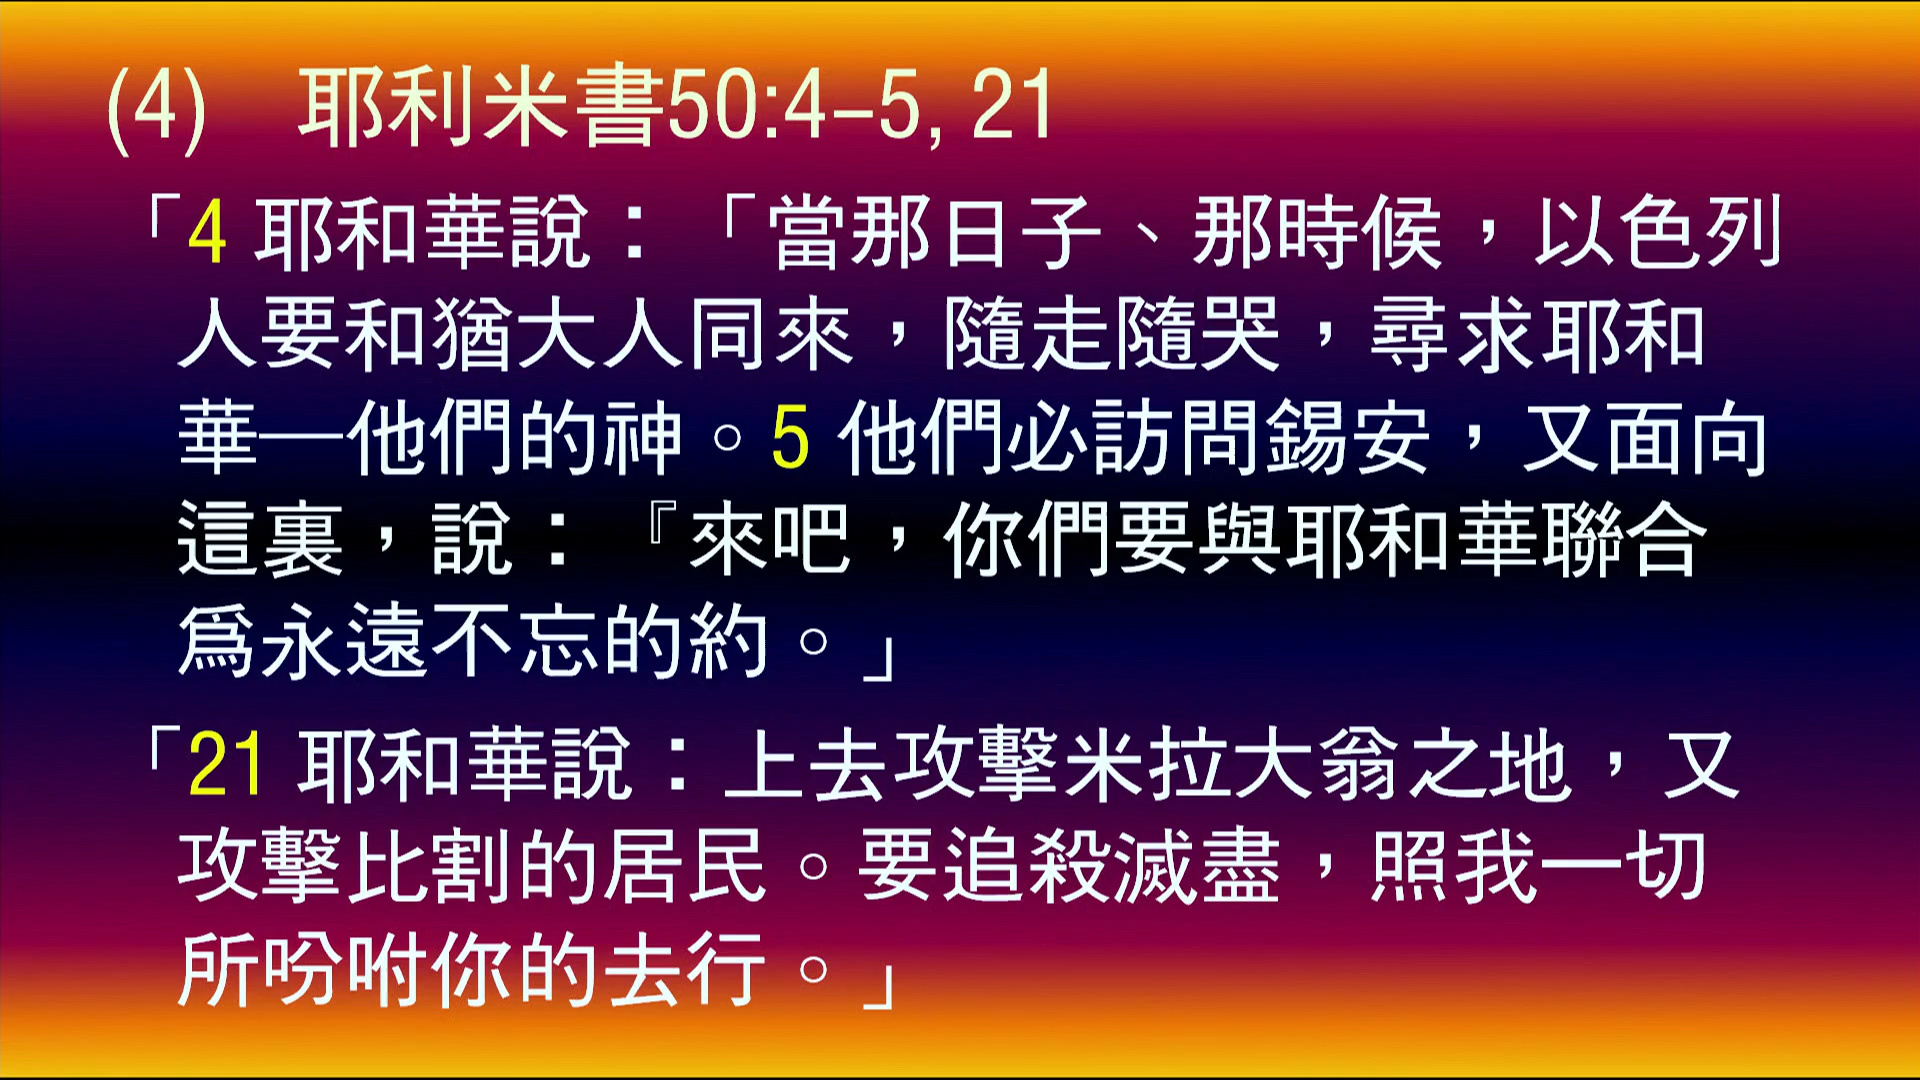 (4)　耶利米書50:4-5, 21
「4 耶和華說：「當那日子、那時候，以色列
人要和猶大人同來，隨走隨哭，尋求耶和
華—他們的神。5 他們必訪問錫安，又面向
這裏，說：『來吧，你們要與耶和華聯合
爲永遠不忘的約。」
「21 耶和華說：上去攻擊米拉大翁之地，又
攻擊比割的居民。要追殺滅盡，照我一切
所吩咐你的去行。」